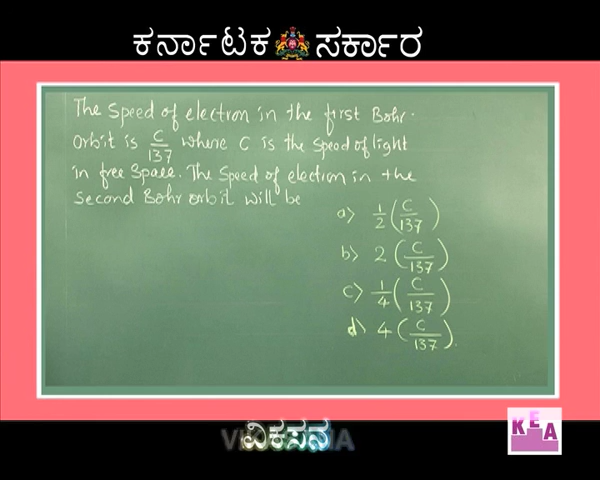 ಕರ್ನಾಟಕ ಸರ್ಕಾರ
The Speed of electron in the first Bohr.
Orbit is C/137 where C is the Speed of light
in free Space. The Speed of election in the
Second Bohr orbit will be
a) 1/2 (C/137)
b) 2 (C/137)
c) 1/4 (C/137)
d) 4 (C/137).
ವಿಕಸನ
KEA